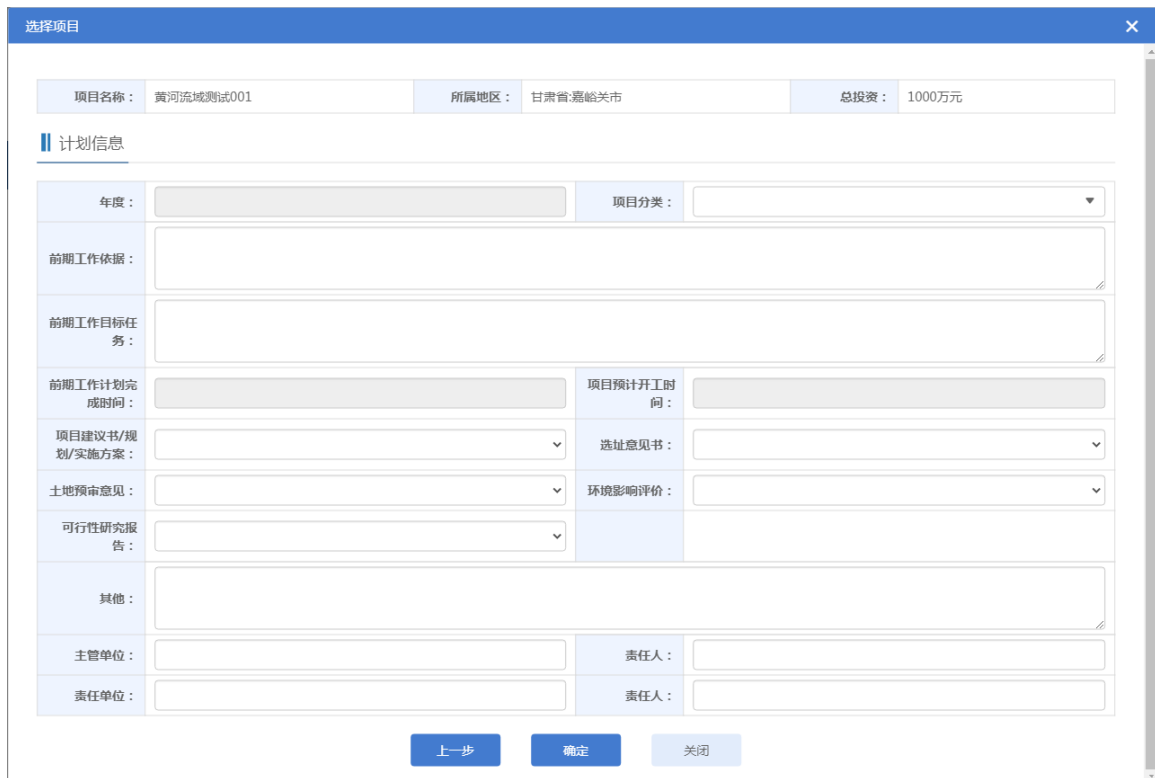 选择项目
项目名称： 黄河流域测试001 所属地区： 甘肃省;嘉峪关市 总投资： 1000万元
计划信息
年度： 项目分类：
前期工作依据：
前期工作目标任
务：
前期工作计划完
成时间：
项目预计开工时
间：
项目建议书/规
划/实施方案：
选址意见书：
土地预审意见： 环境影响评价：
可行性研究报
告：
其他：
主管单位： 责任人：
责任单位： 责任人：
上一步 确定 关闭